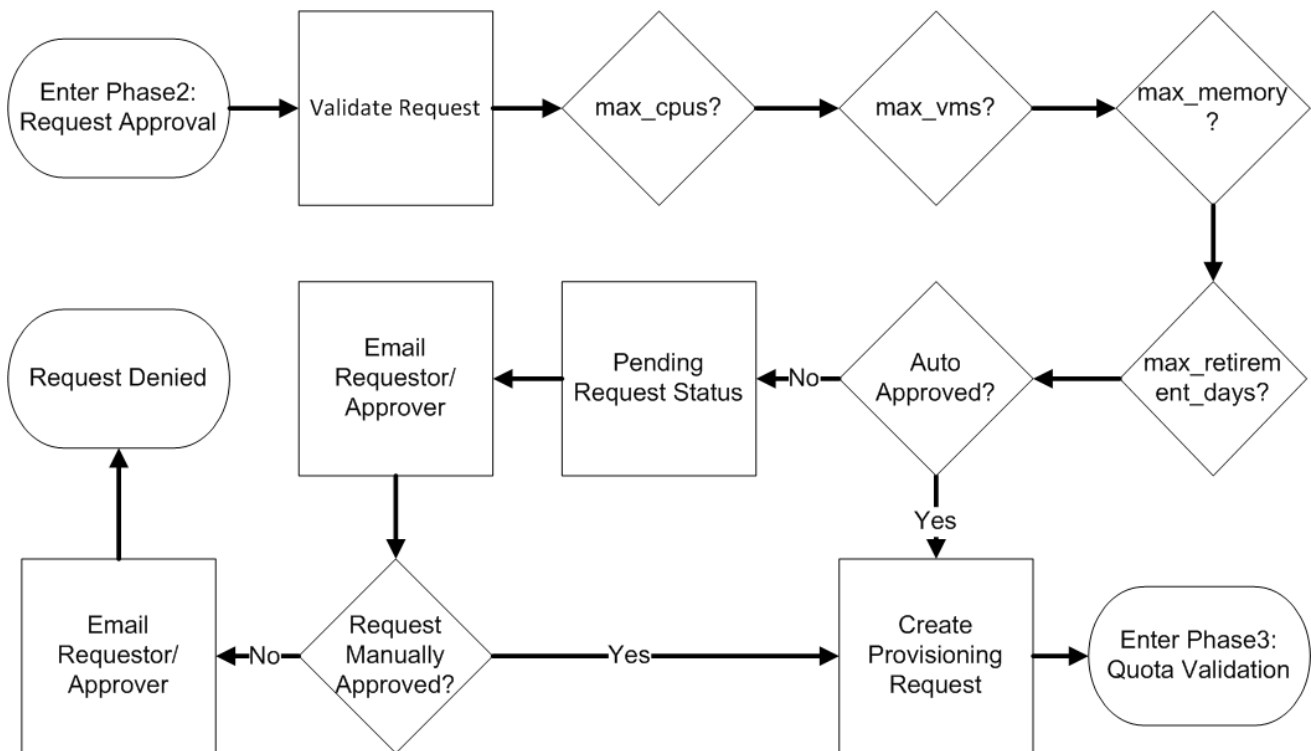 Enter Phase2:
Request Approval
Validate Request
max_cpus?
max_vms?
max_memory
?
Request Denied
Email
Requestor/
Approver
Pending
Request Status
No
Auto
Approved?
max_retirem
ent_days?
Yes
Email
Requestor/
Approver
No
Request
Manually
Approved?
Yes
Create
Provisioning
Request
Enter Phase3:
Quota Validation